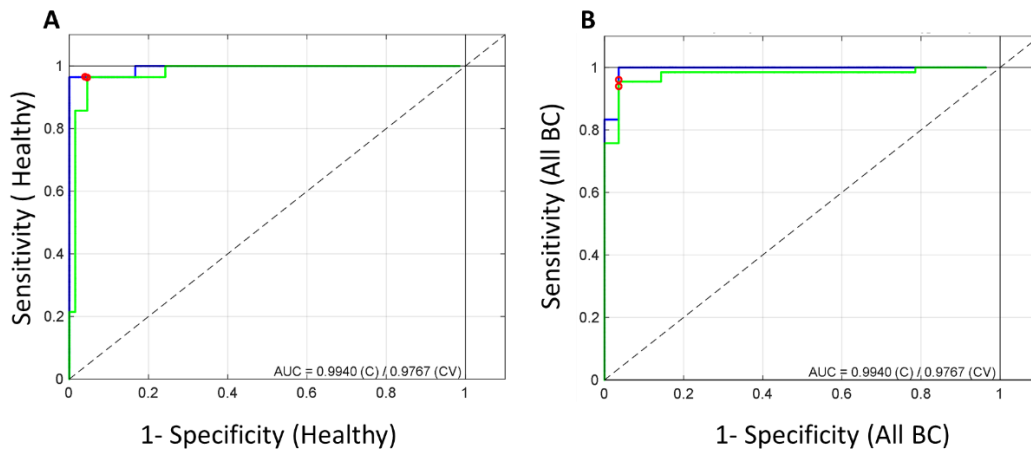 A
Sensitivity ( Healthy)
1
0.8
0.6
0.4
0.2
0
AUC = 0.9940 (C) / 0.9767 (CV)
0 0.2 0.4 0.6 0.8 1
1- Specificity (Healthy)
B
Sensitivity (All BC)
1
0.8
0.6
0.4
0.2
0
AUC = 0.9940 (C) / 0.9767 (CV)
0 0.2 0.4 0.6 0.8 1
1- Specificity (All BC)